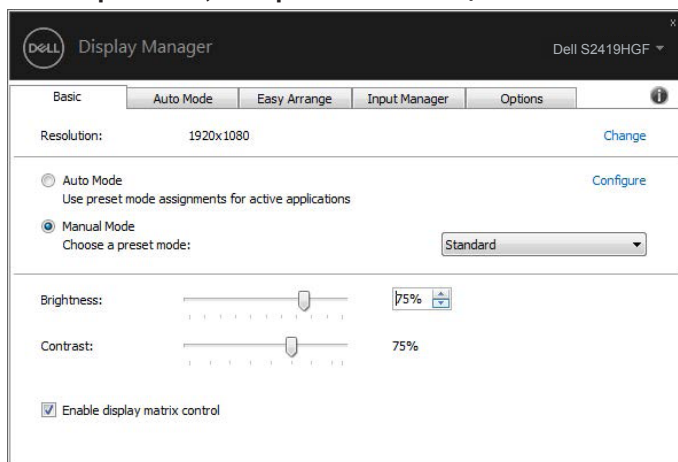 x
DELL Display Manager
Dell S2419HGF
Basic Auto Mode Easy Arrange Input Manager Options i
Resolution: 1920x1080 Change
Auto Mode Configure
Use preset mode assignments for active applications
Manual Mode
Choose a preset mode: Standard
Brightness: 75%
Contrast: 75%
Enable display matrix control